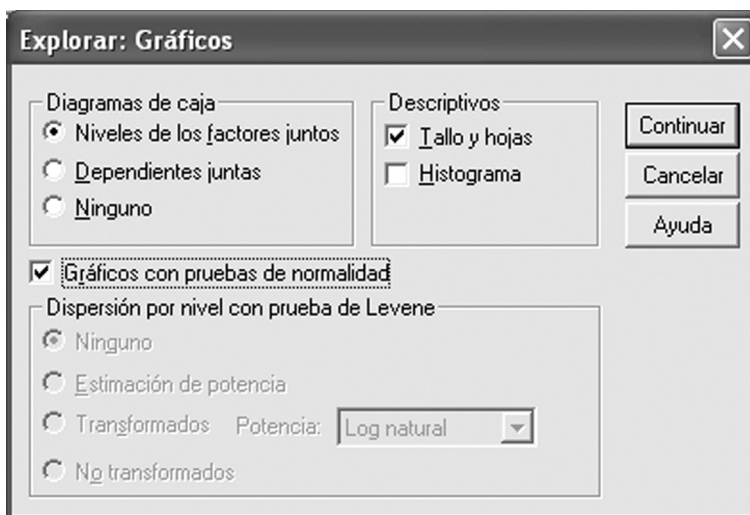 Explorar: Gráficos
Diagramas de caja
Niveles de los factores juntos
Dependientes juntas
Ninguno
Descriptivos
Tallo y hojas
Histograma
Continuar
Cancelar
Ayuda
Gráficos con pruebas de normalidad
Dispersión por nivel con prueba de Levene
Ninguno
Estimación de potencia
Transformados Potencia: Log natural
No transformados